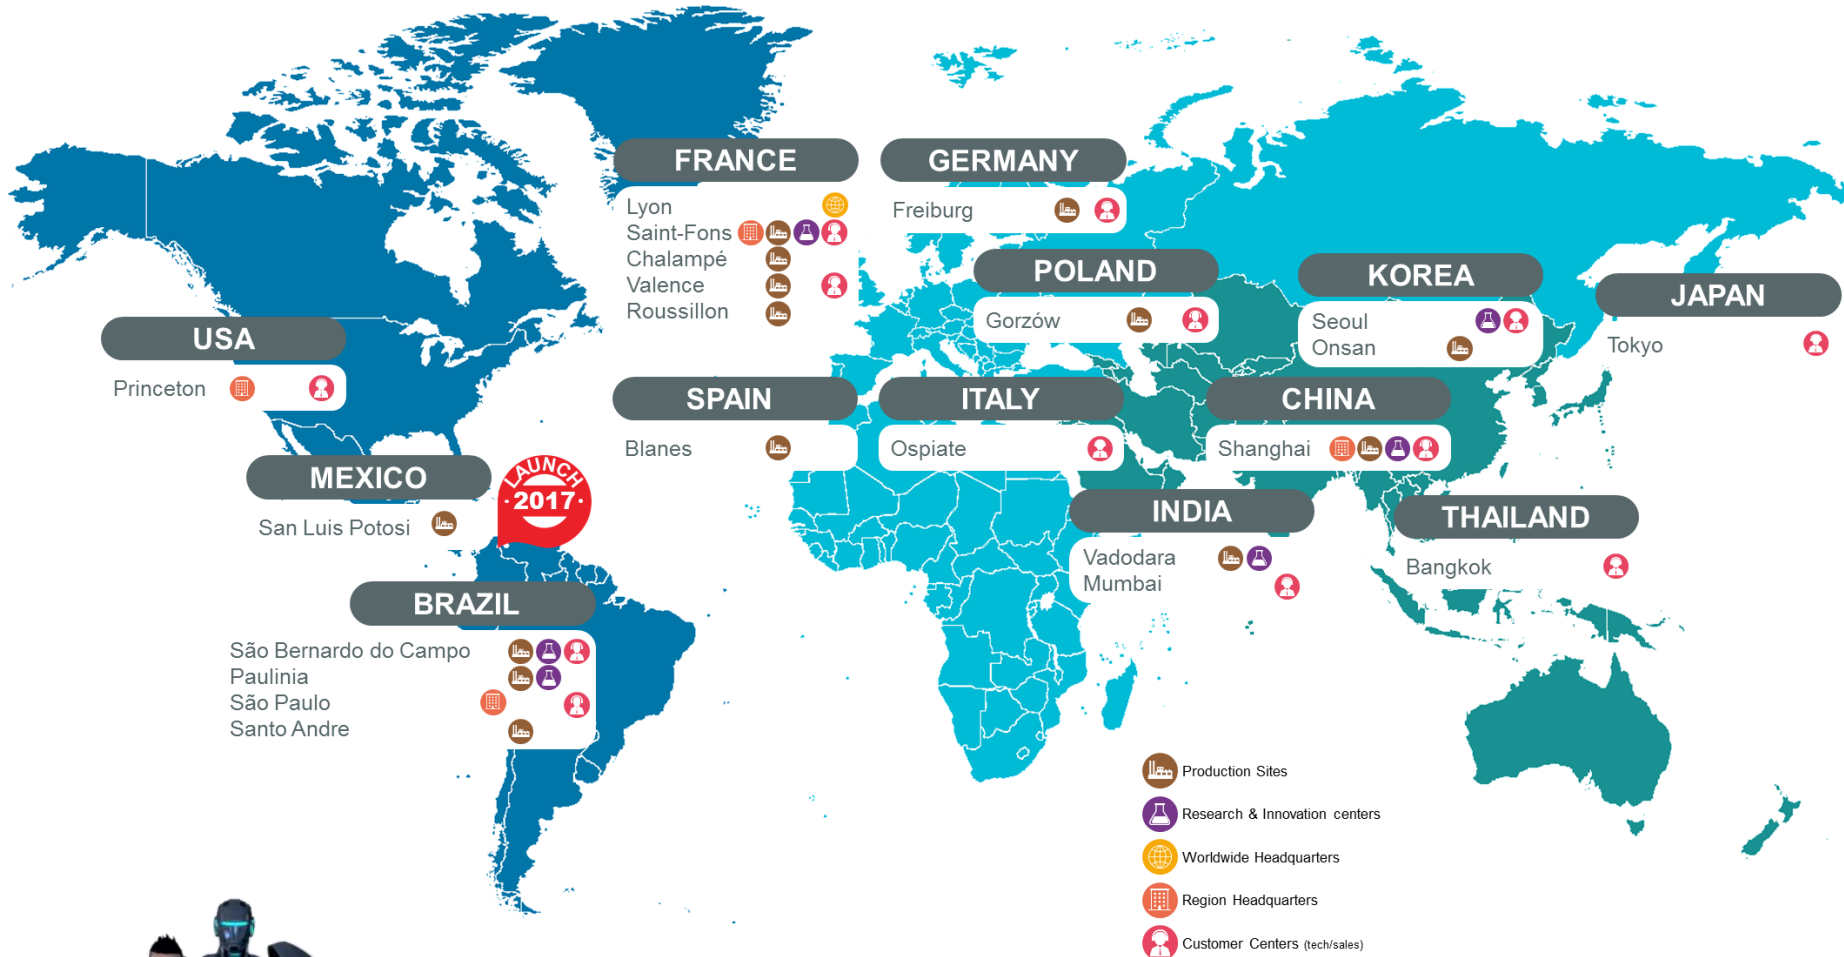 FRANCE
Lyon
Saint-Fons
Chalampé
Valence
Roussillon
GERMANY
Freiburg
POLAND
Gorzów
KOREA
Seoul
Onsan
JAPAN
Tokyo
USA
Princeton
SPAIN
Blanes
ITALY
Ospiate
CHINA
Shanghai
MEXICO
San Luis Potosi
LAUNCH
·2017·
INDIA
Vadodara
Mumbai
THAILAND
Bangkok
BRAZIL
São Bernardo do Campo
Paulinia
São Paulo
Santo Andre
Production Sites
Research & Innovation centers
Worldwide Headquarters
Region Headquarters
Customer Centers (tech/sales)